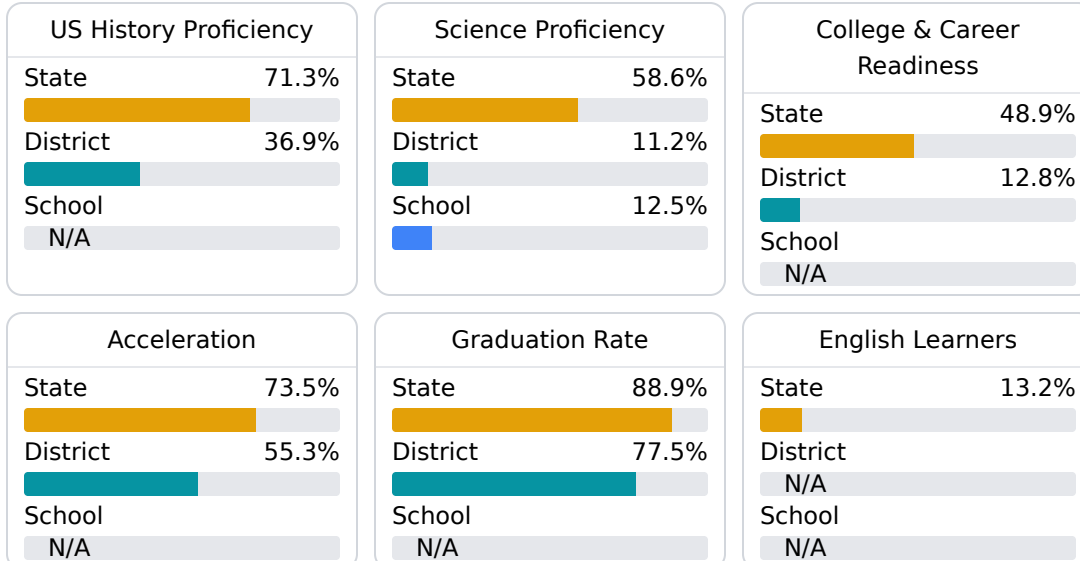 US History Proficiency
State 71.3%
District 36.9%
School
N/A
Science Proficiency
State 58.6%
District 11.2%
School 12.5%
College & Career
Readiness
State 48.9%
District 12.8%
School
N/A
Acceleration
State 73.5%
District 55.3%
School
N/A
Graduation Rate
State 88.9%
District 77.5%
School
N/A
English Learners
State 13.2%
District
N/A
School
N/A